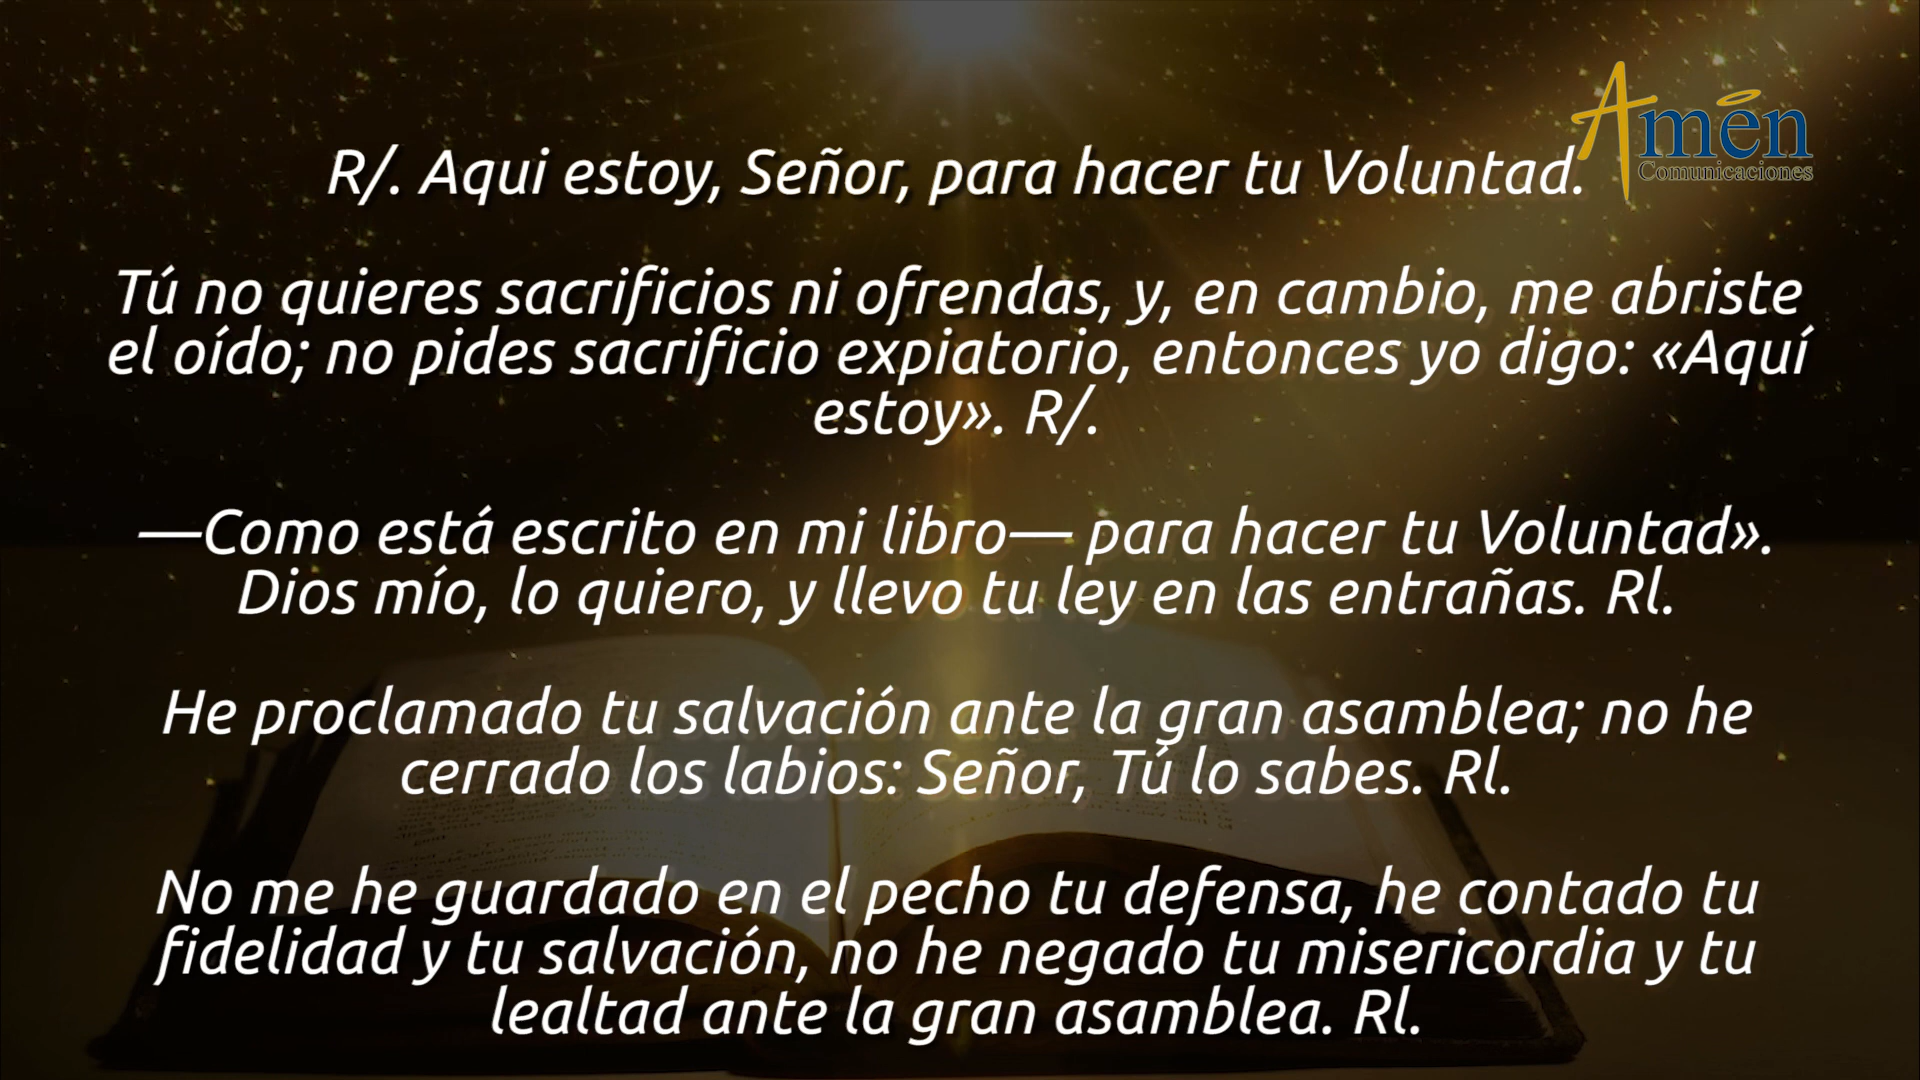 Amén
Comunicaciones
R/. Aqui estoy, Señor, para hacer tu Voluntad.
Tú no quieres sacrificios ni ofrendas, y, en cambio, me abriste
el oído; no pides sacrificio expiatorio, entonces yo digo: «Aquí
estoy». R/.
—Como está escrito en mi libro— para hacer tu Voluntad».
Dios mío, lo quiero, y llevo tu ley en las entrañas. Rl.
He proclamado tu salvación ante la gran asamblea; no he
cerrado los labios: Señor, Tú lo sabes. Rl.
No me he guardado en el pecho tu defensa, he contado tu
fidelidad y tu salvación, no he negado tu misericordia y tu
lealtad ante la gran asamblea. Rl.